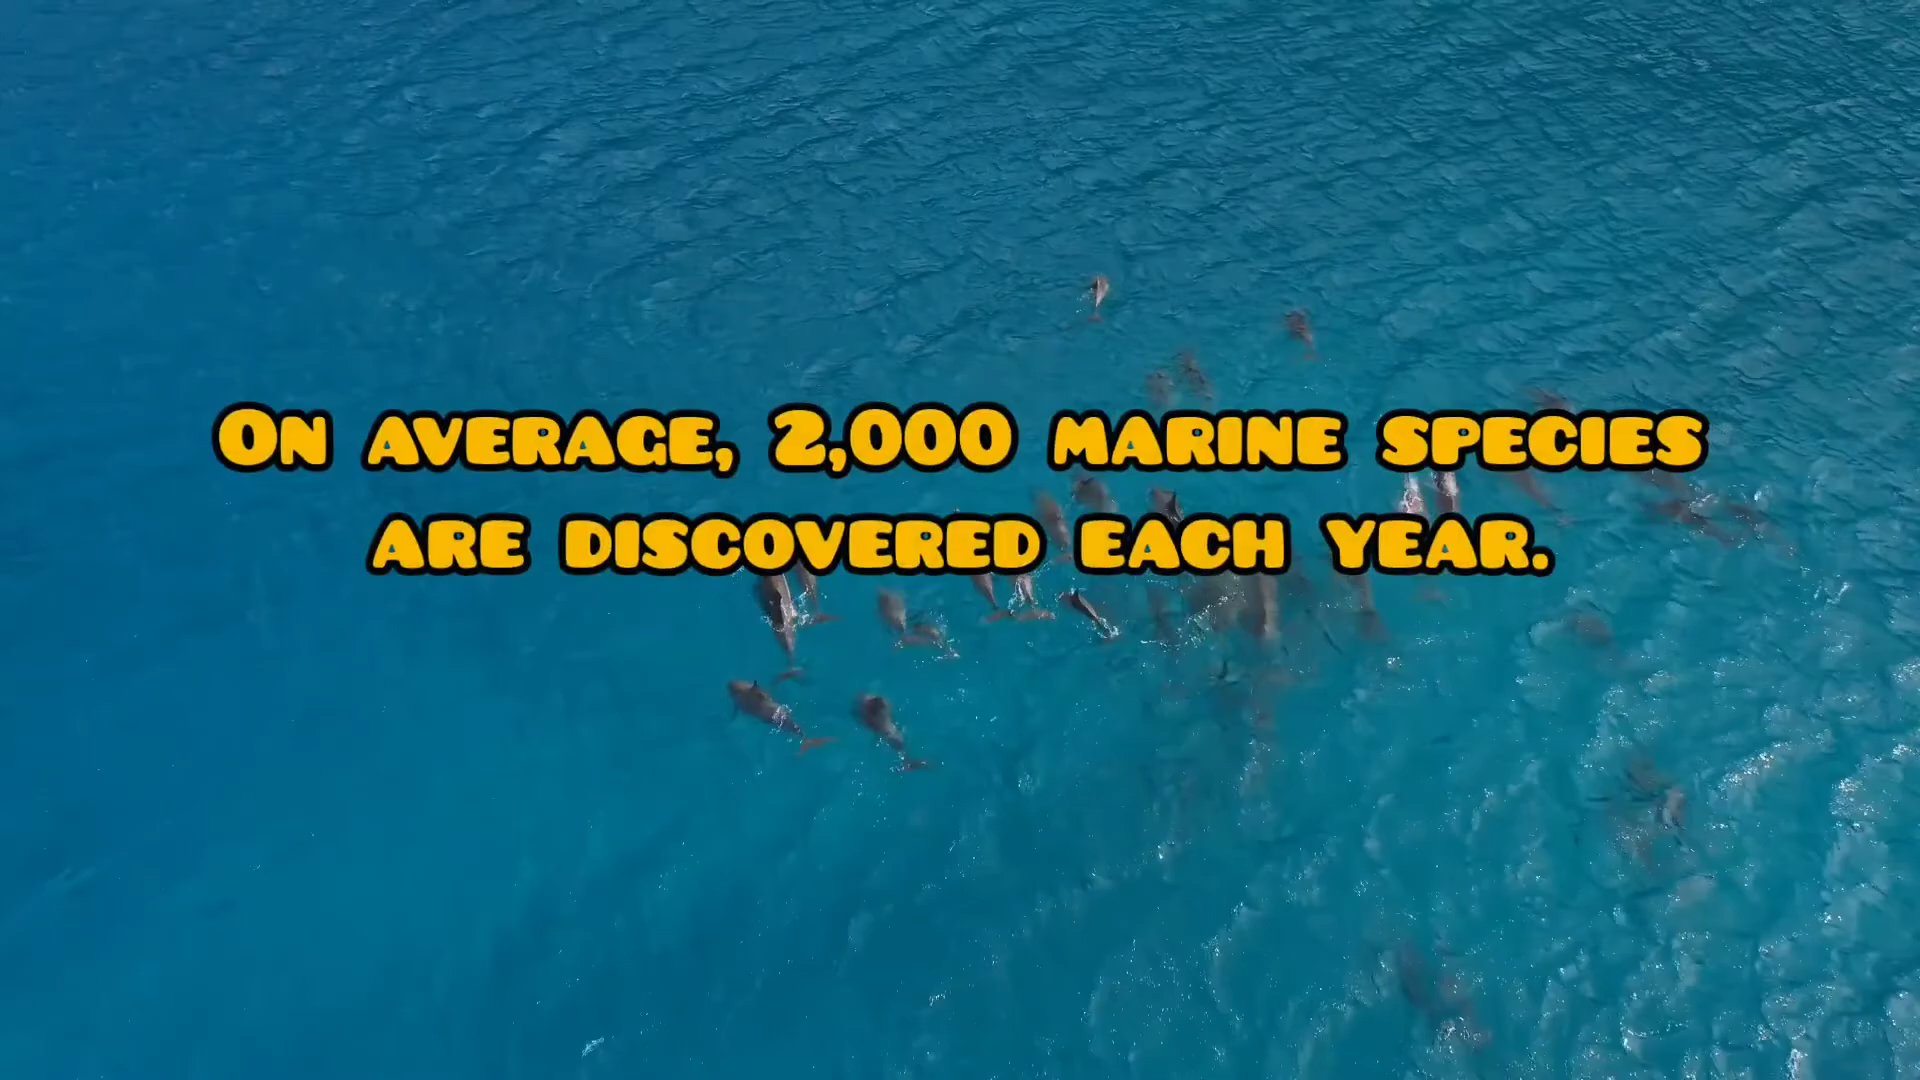 On average, 2,000 marine species
are discovered each year.